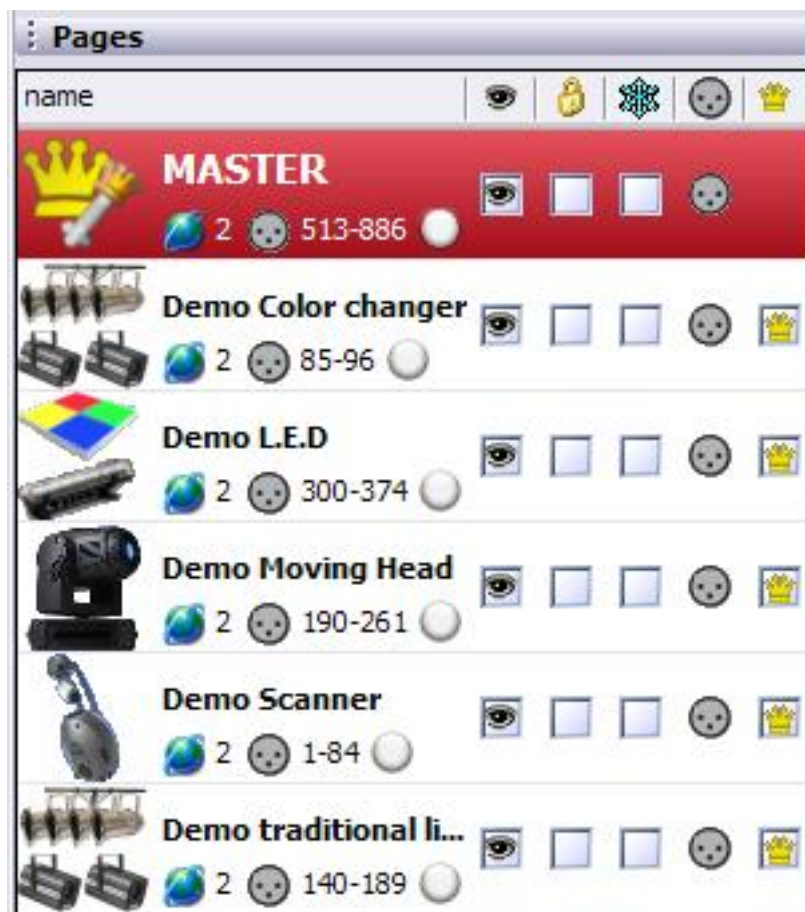 Pages
name
MASTER
2 513-886
Demo Color changer
2 85-96
Demo L.E.D
2 300-374
Demo Moving Head
2 190-261
Demo Scanner
2 1-84
Demo traditional li...
2 140-189